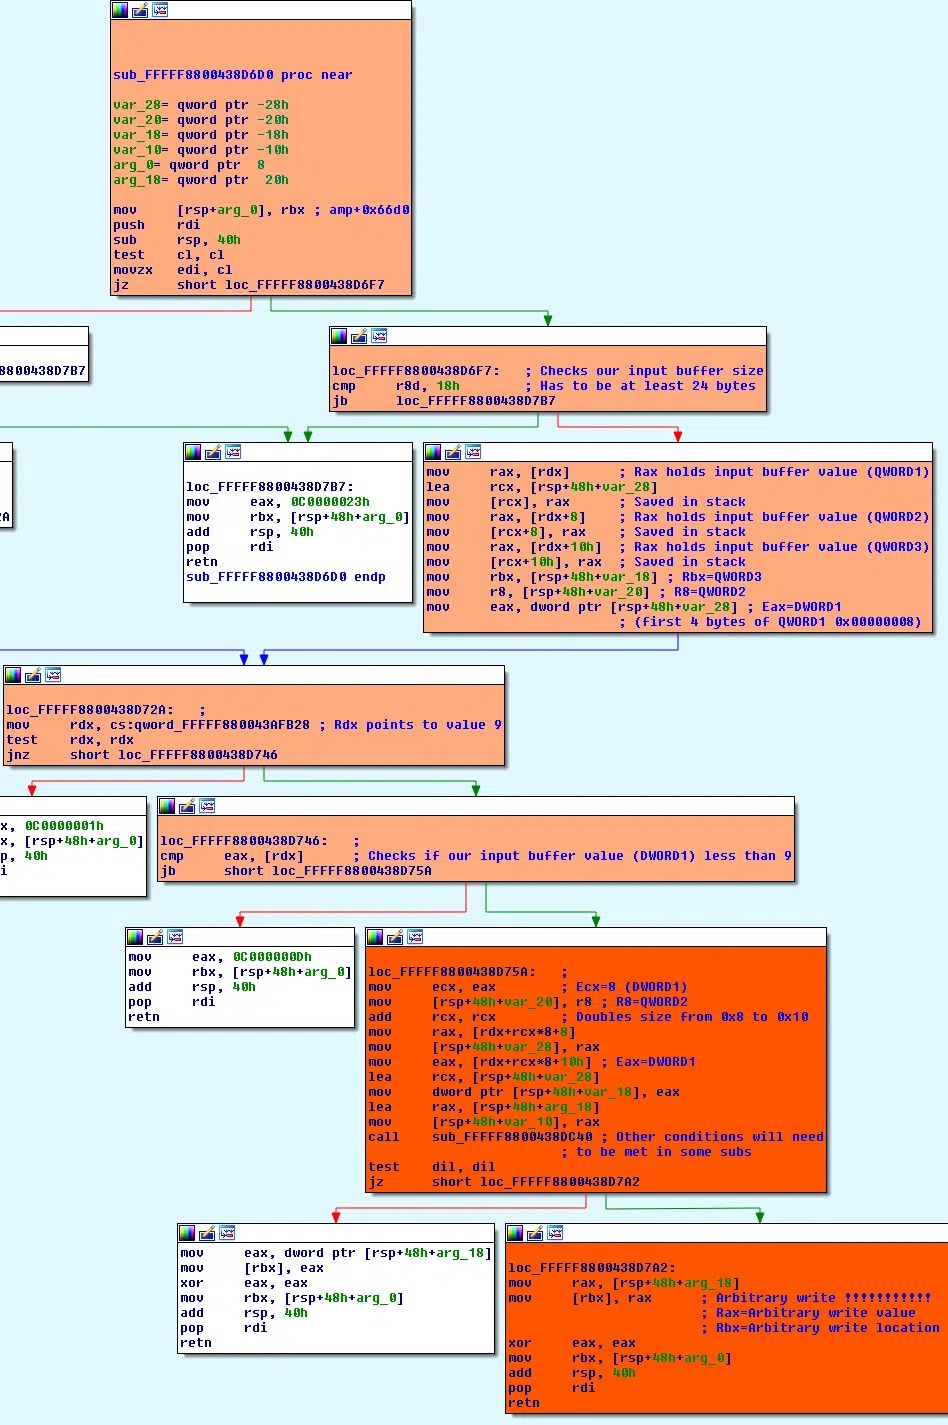 sub_FFFFF8800438D6D0 proc near
var_28= qword ptr -28h
var_20= qword ptr -20h
var_18= qword ptr -18h
var_10= qword ptr -10h
arg_0= qword ptr  8
arg_18= qword ptr  20h
mov     [rsp+arg_0], rbx ; amp+0x66d0
push    rdi
sub     rsp, 40h
test    cl, cl
movzx   edi, cl
jz      short loc_FFFFF8800438D6F7
8800438D7B7
loc_FFFFF8800438D6F7:   ; Checks our input buffer size
cmp     r8d, 18h        ; Has to be at least 24 bytes
jb      loc_FFFFF8800438D7B7
2A
loc_FFFFF8800438D7B7:
mov     eax, 0C0000023h
mov     rbx, [rsp+48h+arg_0]
add     rsp, 40h
pop     rdi
retn
sub_FFFFF8800438D6D0 endp
mov     rax, [rdx]      ; Rax holds input buffer value (QWORD1)
lea     rcx, [rsp+48h+var_28]
mov     [rcx], rax      ; Saved in stack
mov     rax, [rdx+8]    ; Rax holds input buffer value (QWORD2)
mov     [rcx+8], rax    ; Saved in stack
mov     rax, [rdx+10h]  ; Rax holds input buffer value (QWORD3)
mov     [rcx+10h], rax  ; Saved in stack
mov     rbx, [rsp+48h+var_18] ; Rbx=QWORD3
mov     r8, [rsp+48h+var_20] ; R8=QWORD2
mov     eax, dword ptr [rsp+48h+var_28] ; Eax=DWORD1
; (first 4 bytes of QWORD1 0x00000008)
loc_FFFFF8800438D72A:   ;
mov     rdx, cs:qword_FFFFF880043AFB28 ; Rdx points to value 9
test    rdx, rdx
jnz     short loc_FFFFF8800438D746
x, 0C0000001h
x, [rsp+48h+arg_0]
p, 40h
i
loc_FFFFF8800438D746:   ;
cmp     eax, [rdx]      ; Checks if our input buffer value (DWORD1) less than 9
jb      short loc_FFFFF8800438D75A
mov     eax, 0C000000Dh
mov     rbx, [rsp+48h+arg_0]
add     rsp, 40h
pop     rdi
retn
loc_FFFFF8800438D75A:   ;
mov     ecx, eax        ; Ecx=8 (DWORD1)
mov     [rsp+48h+var_20], r8 ; R8=QWORD2
add     rcx, rcx        ; Doubles size from 0x8 to 0x10
mov     rax, [rdx+rcx*8+8]
mov     [rsp+48h+var_28], rax
mov     eax, [rdx+rcx*8+10h] ; Eax=DWORD1
lea     rcx, [rsp+48h+var_28]
mov     dword ptr [rsp+48h+var_18], eax
lea     rax, [rsp+48h+arg_18]
mov     [rsp+48h+var_10], rax
call    sub_FFFFF8800438DC40 ; Other conditions will need
; to be met in some subs
test    dil, dil
jz      short loc_FFFFF8800438D7A2
mov     eax, dword ptr [rsp+48h+arg_18]
mov     [rbx], eax
xor     eax, eax
mov     rbx, [rsp+48h+arg_0]
add     rsp, 40h
pop     rdi
retn
loc_FFFFF8800438D7A2:
mov     rax, [rsp+48h+arg_18]
mov     [rbx], rax      ; Arbitrary write !!!!!!!!!!!
; Rax=Arbitrary write value
; Rbx=Arbitrary write location
xor     eax, eax
mov     rbx, [rsp+48h+arg_0]
add     rsp, 40h
pop     rdi
retn